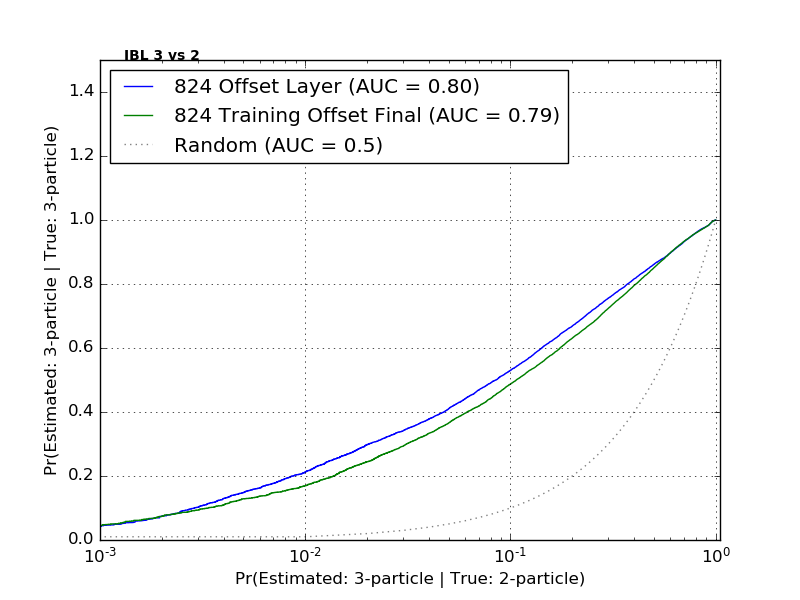 IBL 3 vs 2
824 Offset Layer (AUC = 0.80)
824 Training Offset Final (AUC = 0.79)
Random (AUC = 0.5)
1.4
1.2
1.0
0.8
0.6
0.4
0.2
0.0
Pr(Estimated: 3-particle | True: 3-particle)
10⁻³ 10⁻² 10⁻¹ 10⁰
Pr(Estimated: 3-particle | True: 2-particle)